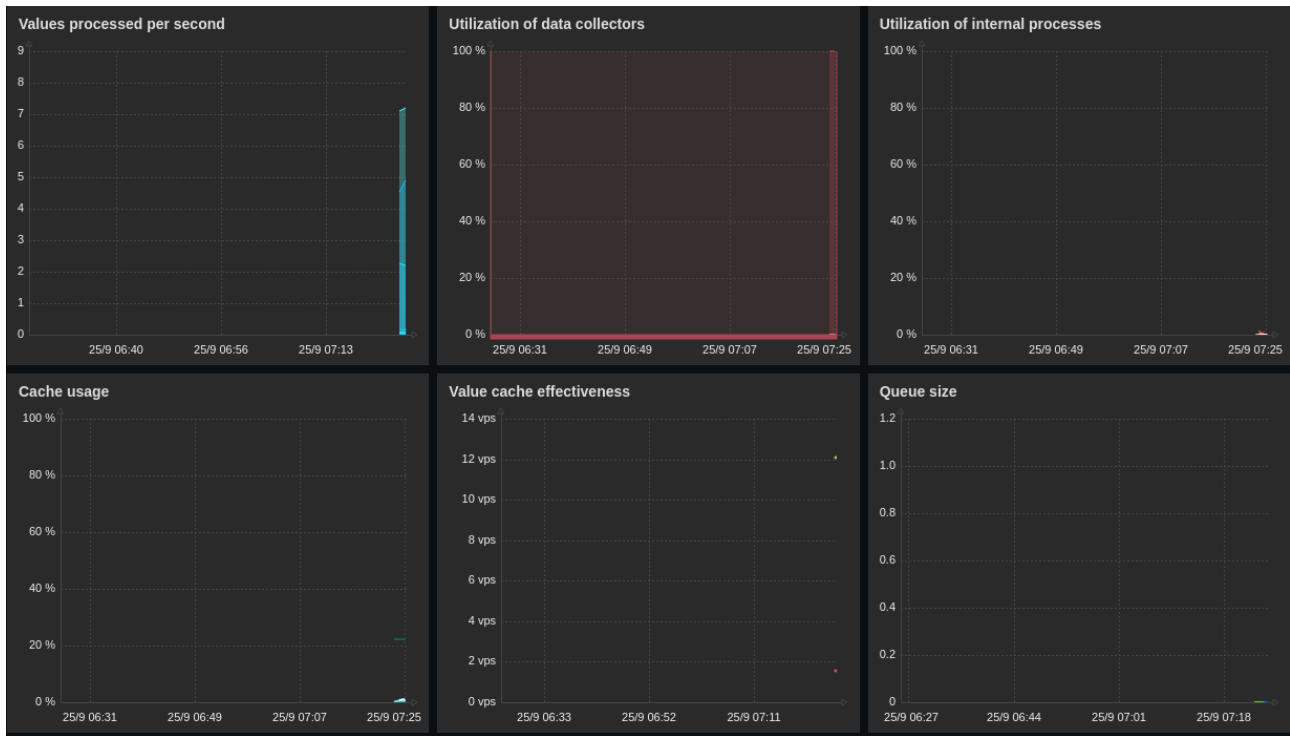 Values processed per second
9
8
7
6
5
4
3
2
1
0
25/9 06:40 25/9 06:56 25/9 07:13
Utilization of data collectors
100 %
80 %
60 %
40 %
20 %
0 %
25/9 06:31 25/9 06:49 25/9 07:07 25/9 07:25
Utilization of internal processes
100 %
80 %
60 %
40 %
20 %
0 %
25/9 06:31 25/9 06:49 25/9 07:07 25/9 07:25
Cache usage
100 %
80 %
60 %
40 %
20 %
0 %
25/9 06:31 25/9 06:49 25/9 07:07 25/9 07:25
Value cache effectiveness
14 vps
12 vps
10 vps
8 vps
6 vps
4 vps
2 vps
0 vps
25/9 06:33 25/9 06:52 25/9 07:11
Queue size
1.2
1.0
0.8
0.6
0.4
0.2
0
25/9 06:27 25/9 06:44 25/9 07:01 25/9 07:18